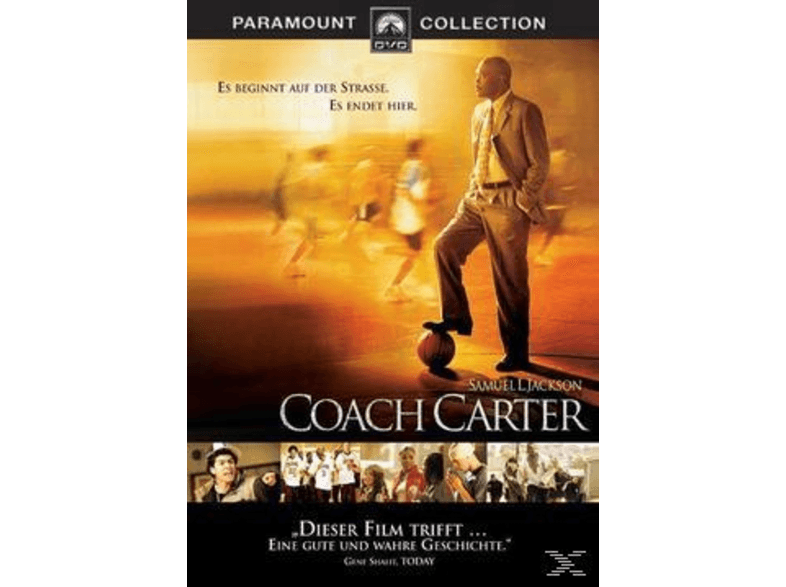 PARAMOUNT DVD COLLECTION
ES BEGINNT AUF DER STRASSE.
ES ENDET HIER.
SAMUEL L. JACKSON
COACH CARTER
„DIESER FILM TRIFFT ...
EINE GUTE UND WAHRE GESCHICHTE.“
GENE SHALIT, TODAY